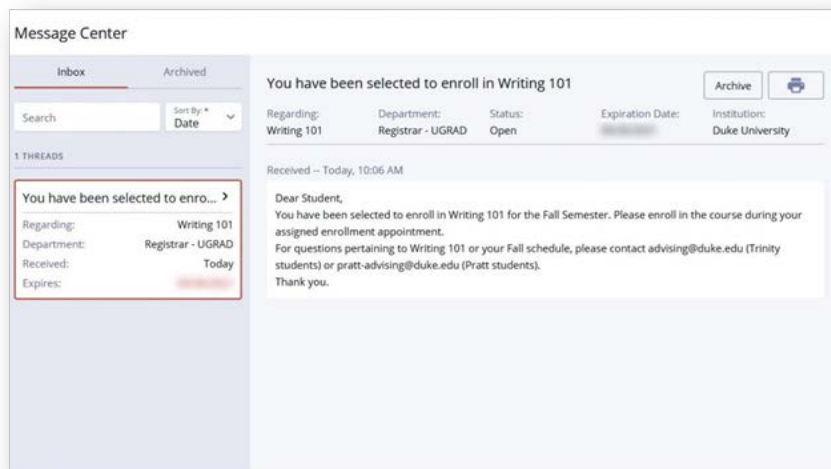 Message Center
Inbox
Archived
Search
Sort By: *
Date
1 THREADS
You have been selected to enro...
Regarding:
Writing 101
Department:
Registrar - UGRAD
Received:
Today
Expires:
You have been selected to enroll in Writing 101
Archive
Regarding:
Writing 101
Department:
Registrar - UGRAD
Status:
Open
Expiration Date:
Institution:
Duke University
Received -- Today, 10:06 AM
Dear Student,
You have been selected to enroll in Writing 101 for the Fall Semester. Please enroll in the course during your
assigned enrollment appointment.
For questions pertaining to Writing 101 or your Fall schedule, please contact advising@duke.edu (Trinity
students) or pratt-advising@duke.edu (Pratt students).
Thank you.